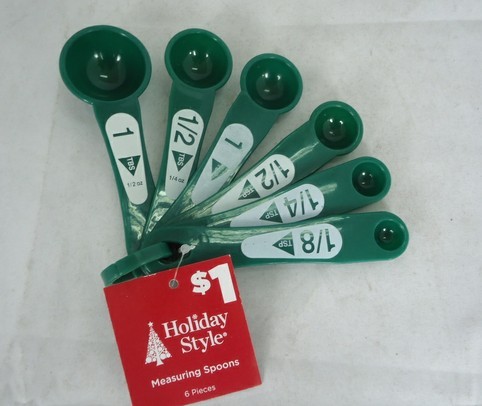 1
TBS
1/2 oz
1/2
TBS
1/4 oz
1
1/2
TSP
1/4
TSP
1/8
TSP
$1
Holiday
Style
Measuring Spoons
6 Pieces